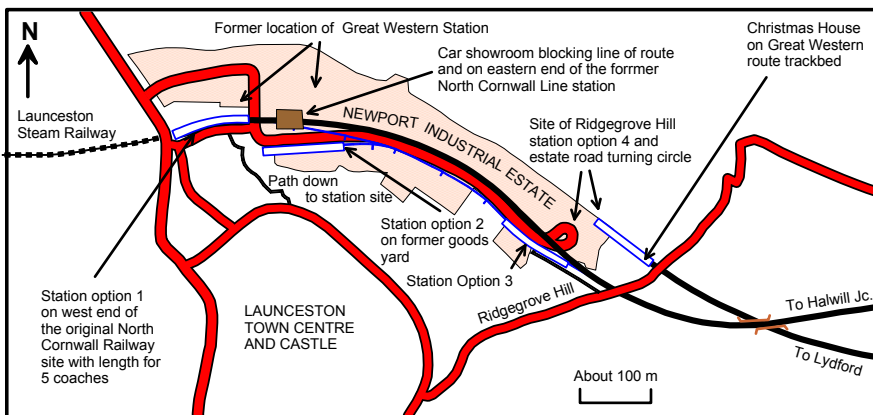 N
Former location of Great Western Station
Christmas House
on Great Western
route trackbed
Car showroom blocking line of route
and on eastern end of the former
North Cornwall Line station
Launceston
Steam Railway
NEWPORT INDUSTRIAL ESTATE
Site of Ridgegrove Hill
station option 4 and
estate road turning circle
Path down
to station site
Station option 2
on former goods
yard
Station Option 3
Station option 1
on west end of
the original North
Cornwall Railway
site with length for
5 coaches
LAUNCESTON
TOWN CENTRE
AND CASTLE
Ridgegrove Hill
To Halwill Jc.
To Lydford
About 100 m